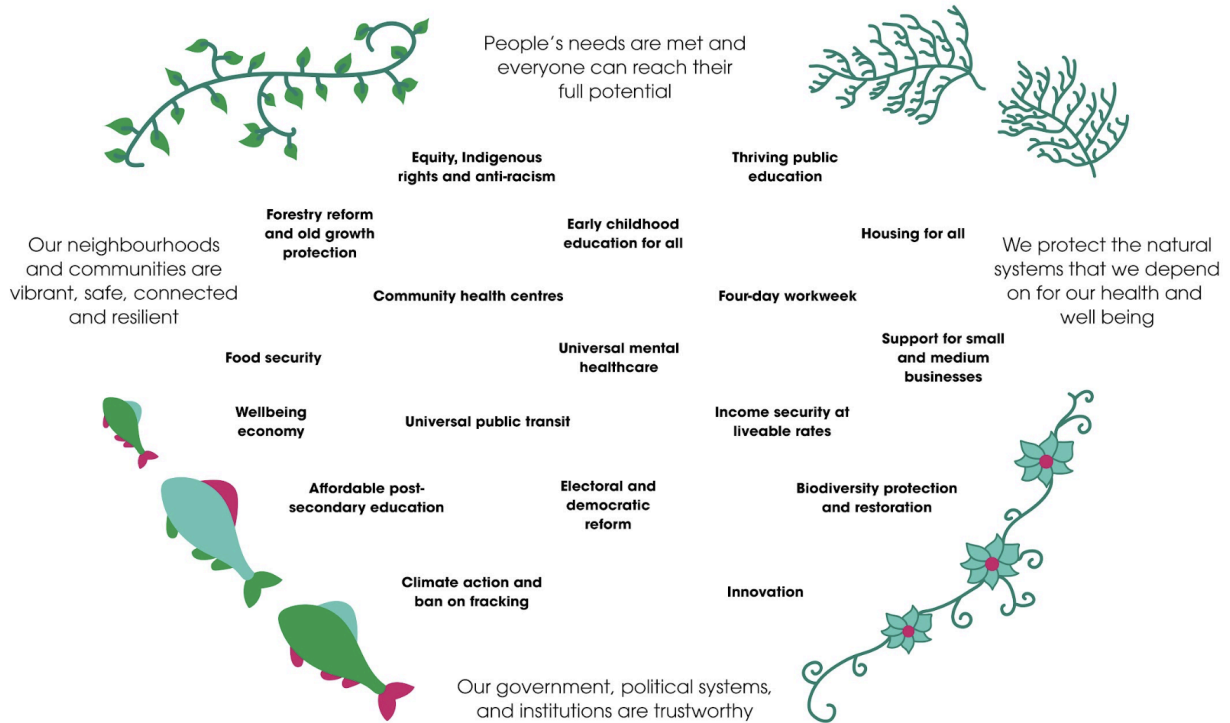 People's needs are met and
everyone can reach their
full potential
Equity, Indigenous
rights and anti-racism
Thriving public
education
Forestry reform
and old growth
protection
Early childhood
education for all
Housing for all
Our neighbourhoods
and communities are
vibrant, safe, connected
and resilient
We protect the natural
systems that we depend
on for our health and
well being
Community health centres
Four-day workweek
Food security
Universal mental
healthcare
Support for small
and medium
businesses
Wellbeing
economy
Universal public transit
Income security at
liveable rates
Affordable post-
secondary education
Electoral and
democratic
reform
Biodiversity protection
and restoration
Climate action and
ban on fracking
Innovation
Our government, political systems,
and institutions are trustworthy